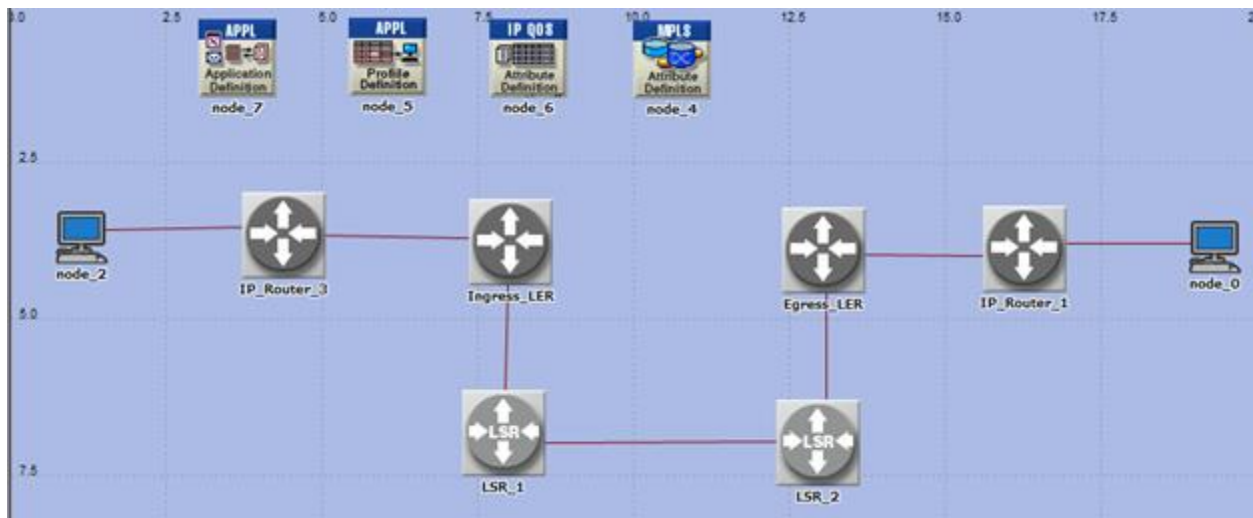 0.0 2.5 5.0 7.5 10.0 12.5 15.0 17.5
APPL
Application
Definition
node_7
APPL
Profile
Definition
node_5
IP QOS
Attribute
Definition
node_6
MPLS
Attribute
Definition
node_4
2.5
node_2
IP_Router_3
Ingress_LER
Egress_LER
IP_Router_1
node_0
5.0
LSR
LSR_1
LSR
LSR_2
7.5